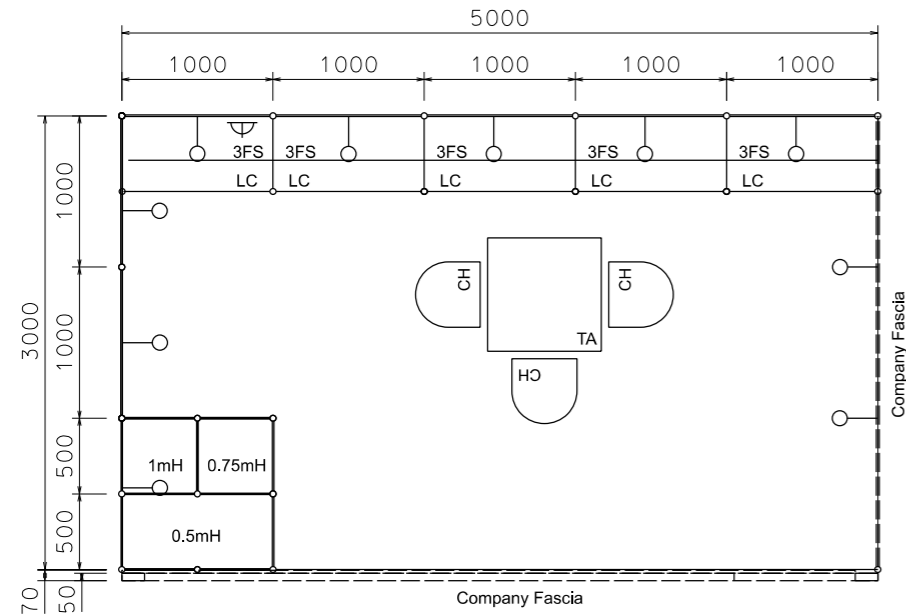 5000
1000 1000 1000 1000 1000
3FS 3FS 3FS 3FS 3FS
LC LC LC LC LC
1000
3000
1000
500
500
70
50
CH
CH
TA
CH
Company Fascia
1mH 0.75mH
0.5mH
Company Fascia